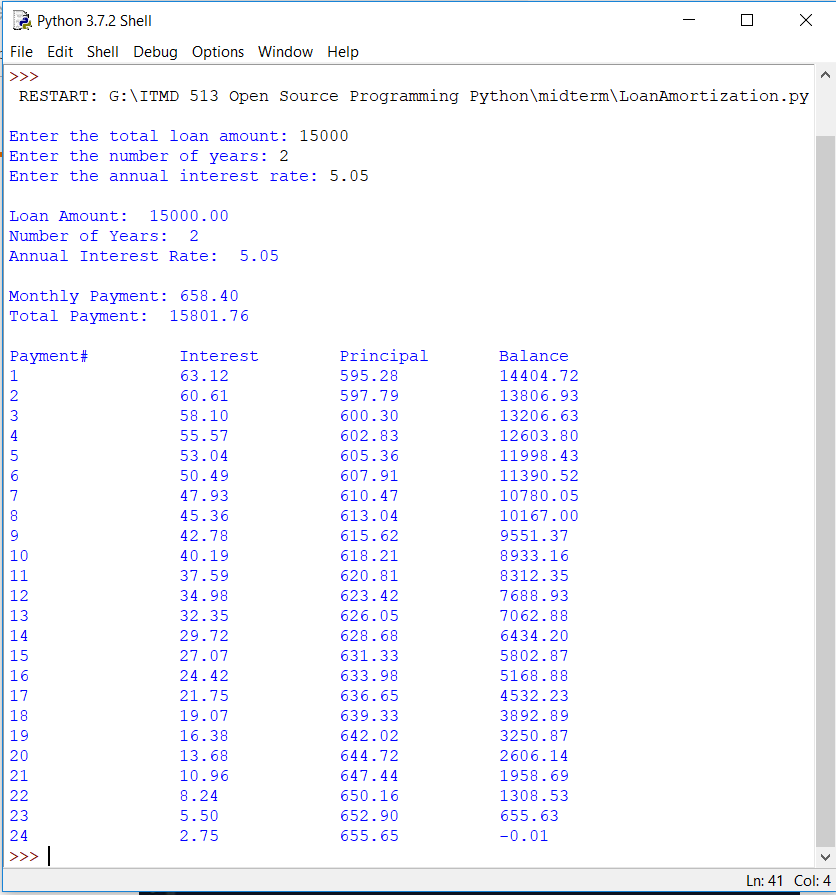 Python 3.7.2 Shell
File Edit Shell Debug Options Window Help
>>>
RESTART: G:\ITMD 513 Open Source Programming Python\midterm\LoanAmortization.py
Enter the total loan amount: 15000
Enter the number of years: 2
Enter the annual interest rate: 5.05
Loan Amount:  15000.00
Number of Years:  2
Annual Interest Rate:  5.05
Monthly Payment: 658.40
Total Payment:  15801.76
Payment# Interest Principal Balance
1 63.12 595.28 14404.72
2 60.61 597.79 13806.93
3 58.10 600.30 13206.63
4 55.57 602.83 12603.80
5 53.04 605.36 11998.43
6 50.49 607.91 11390.52
7 47.93 610.47 10780.05
8 45.36 613.04 10167.00
9 42.78 615.62 9551.37
10 40.19 618.21 8933.16
11 37.59 620.81 8312.35
12 34.98 623.42 7688.93
13 32.35 626.05 7062.88
14 29.72 628.68 6434.20
15 27.07 631.33 5802.87
16 24.42 633.98 5168.88
17 21.75 636.65 4532.23
18 19.07 639.33 3892.89
19 16.38 642.02 3250.87
20 13.68 644.72 2606.14
21 10.96 647.44 1958.69
22 8.24 650.16 1308.53
23 5.50 652.90 655.63
24 2.75 655.65 -0.01
>>>
Ln: 41 Col: 4